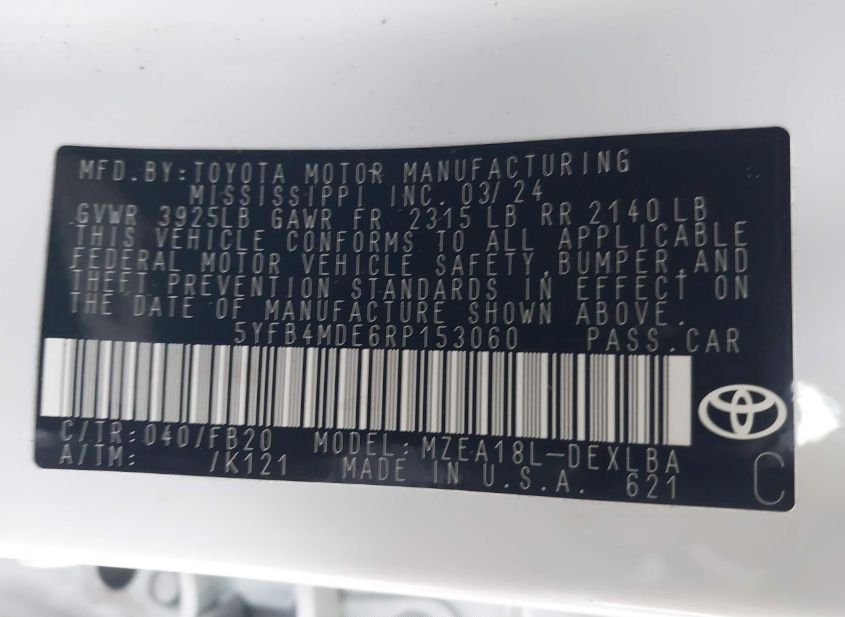 MFD.BY:TOYOTA MOTOR MANUFACTURING
MISSISSIPPI INC. 03/24
GVWR 3925LB GAWR FR 2315 LB RR 2140 LB
THIS VEHICLE CONFORMS TO ALL APPLICABLE
FEDERAL MOTOR VEHICLE SAFETY,BUMPER,AND
THEFT PREVENTION STANDARDS IN EFFECT ON
THE DATE OF MANUFACTURE SHOWN ABOVE.
5YFB4MDE6RP153060 PASS.CAR
C/TR:040/FB20 MODEL:MZEA18L-DEXLBA
A/TM: /K121 MADE IN U.S.A. 621
C